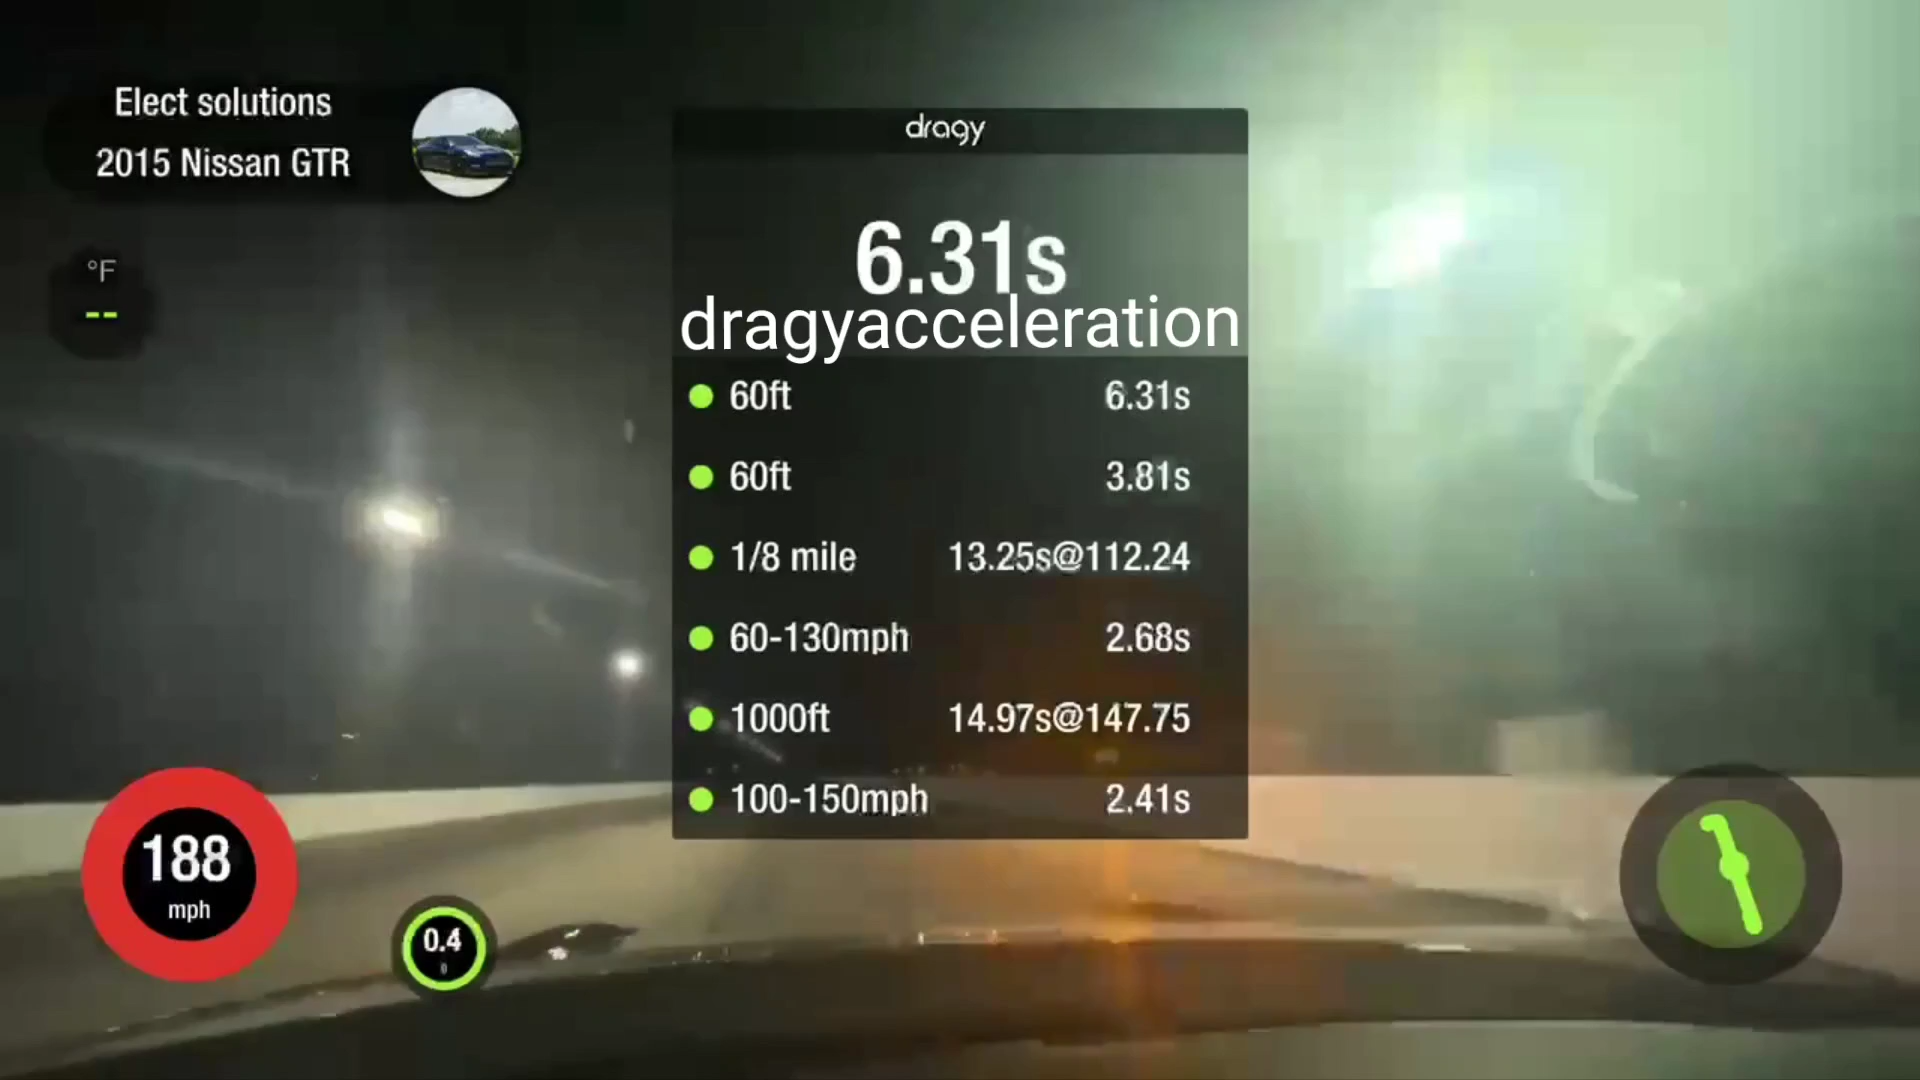 Elect solutions
2015 Nissan GTR
°F
--
dragy
6.31s
dragyacceleration
60ft 6.31s
60ft 3.81s
1/8 mile 13.25s@112.24
60-130mph 2.68s
1000ft 14.97s@147.75
100-150mph 2.41s
188
mph
0.4